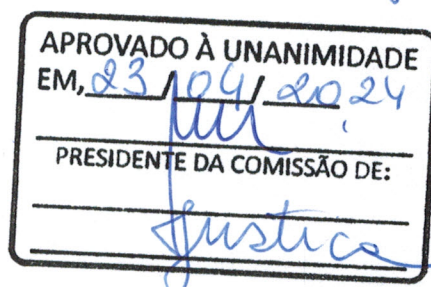 APROVADO À UNANIMIDADE
EM, 23 / 04 / 2024
PRESIDENTE DA COMISSÃO DE:
Justiça